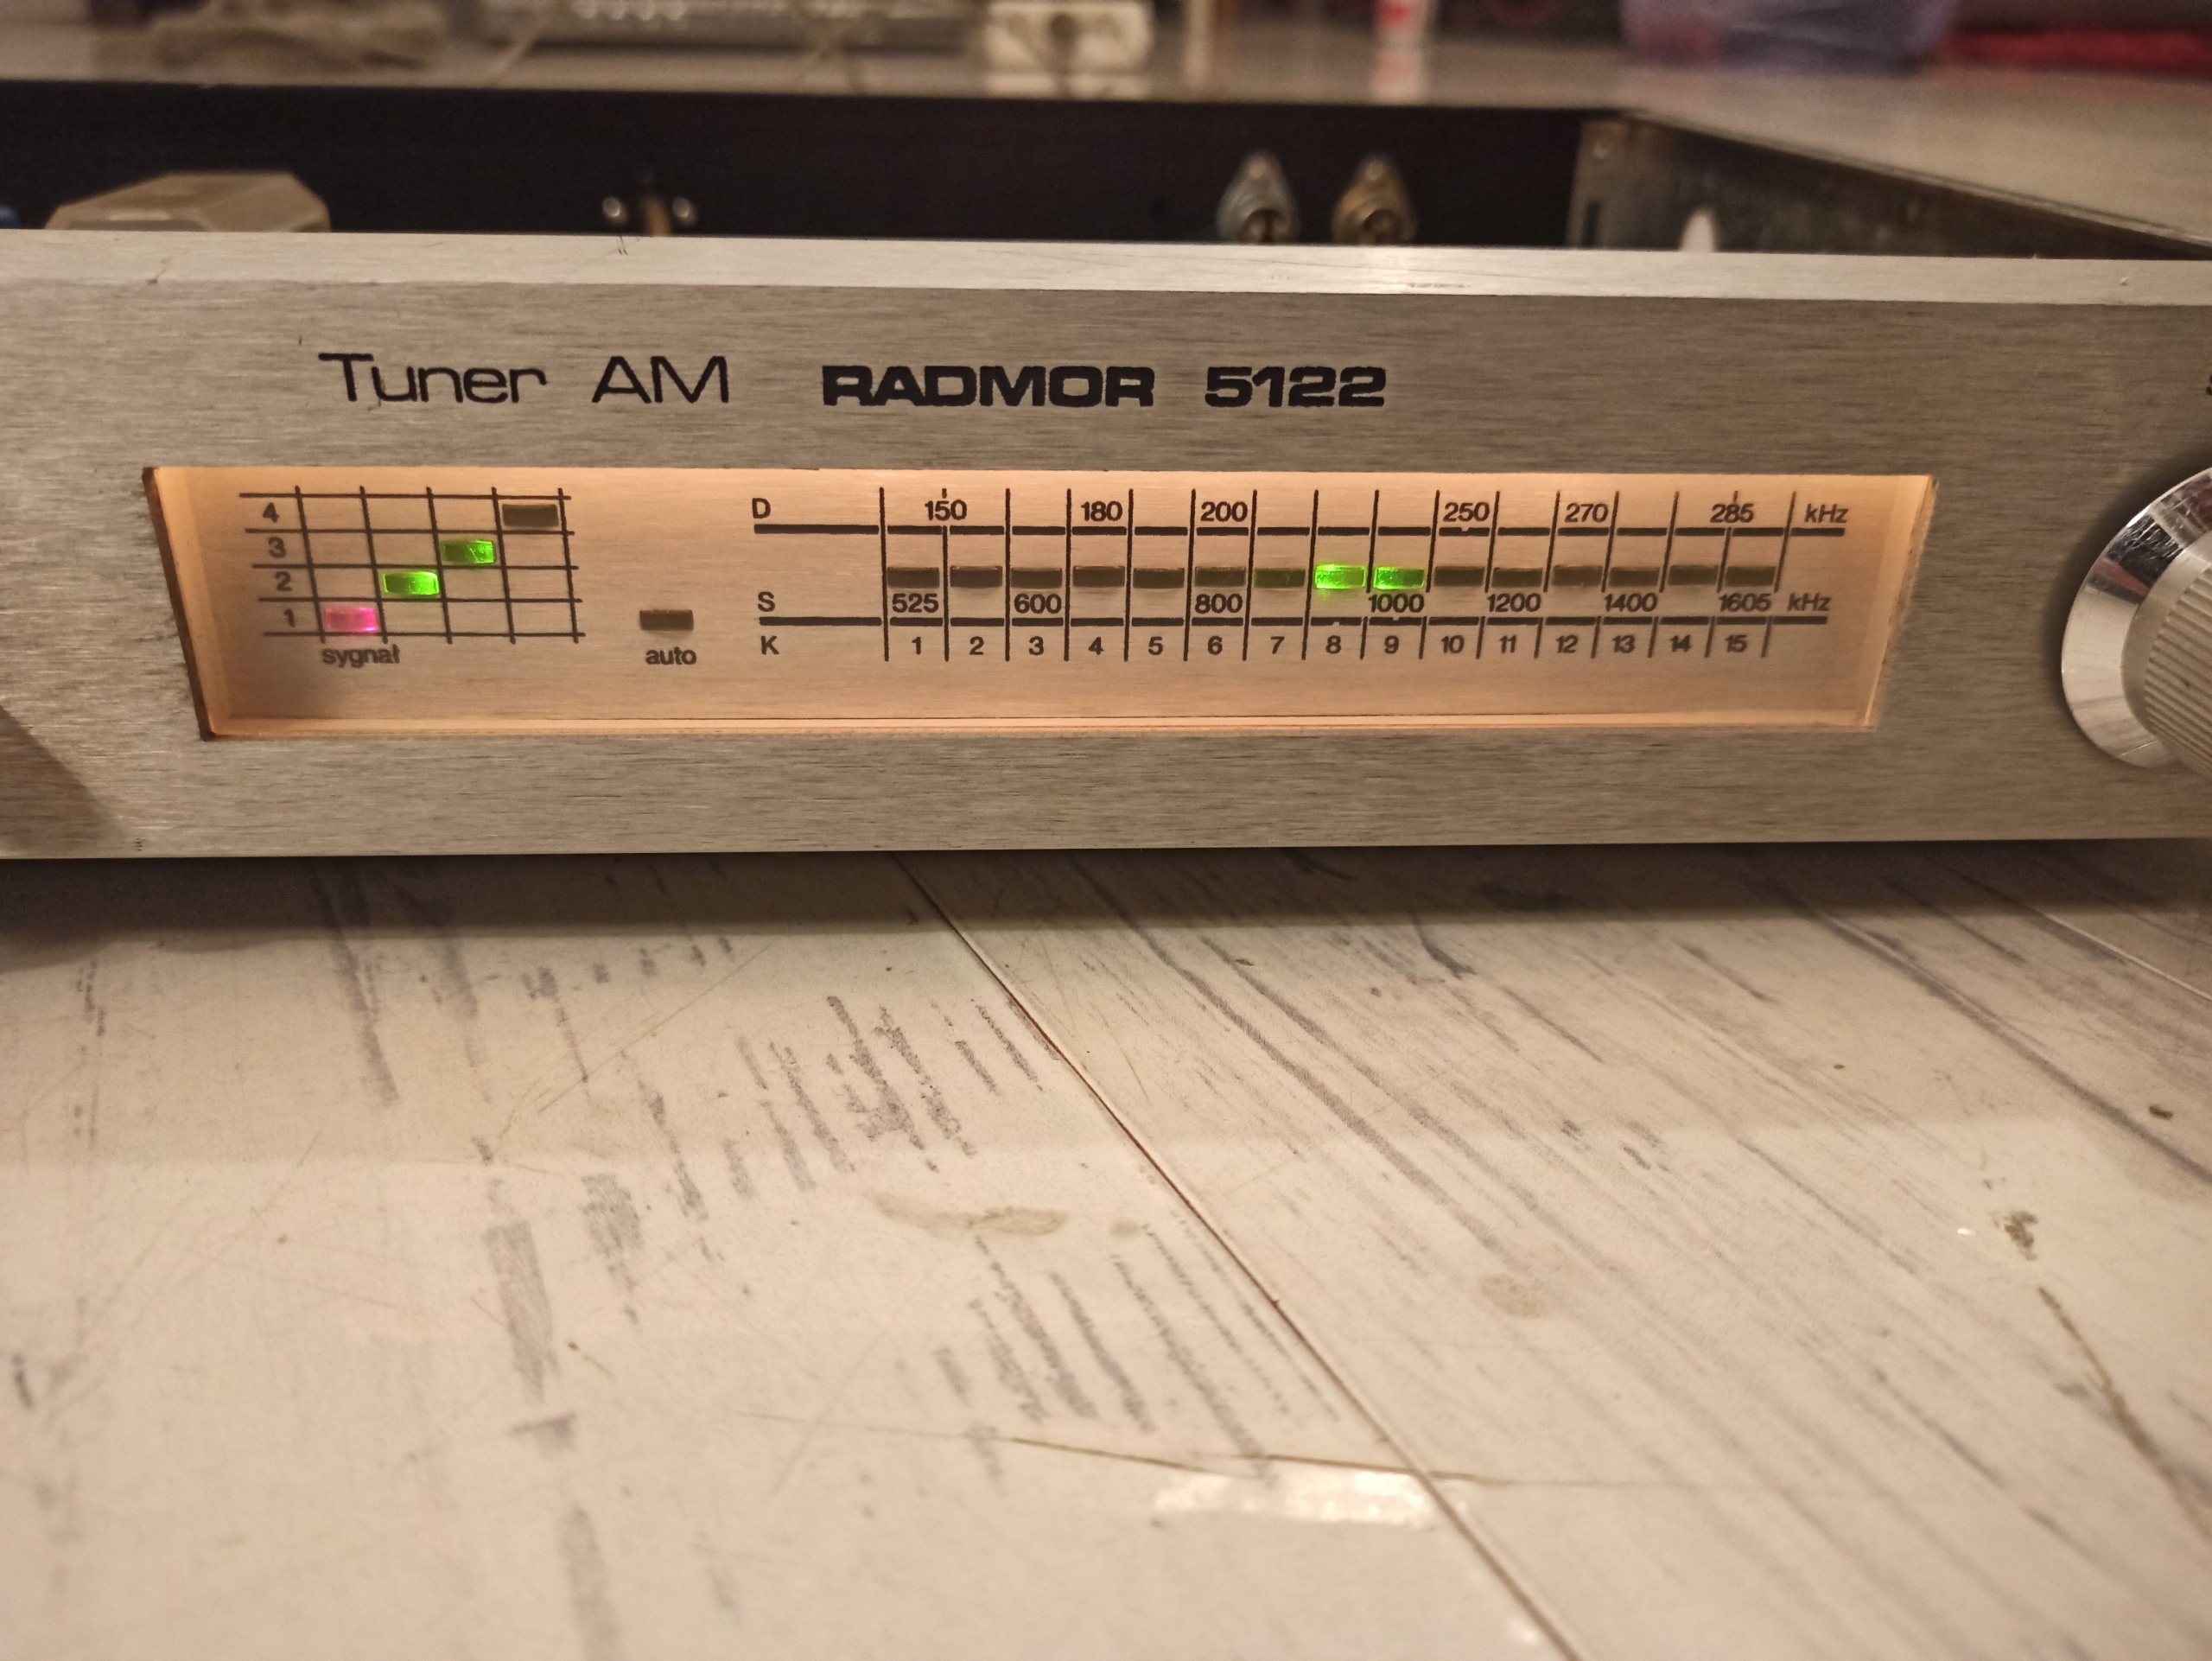 Tuner AM RADMOR 5122
4
3
2
1
sygnał
auto
D 150 180 200 250 270 285 kHz
S 525 600 800 1000 1200 1400 1605 kHz
K 1 2 3 4 5 6 7 8 9 10 11 12 13 14 15